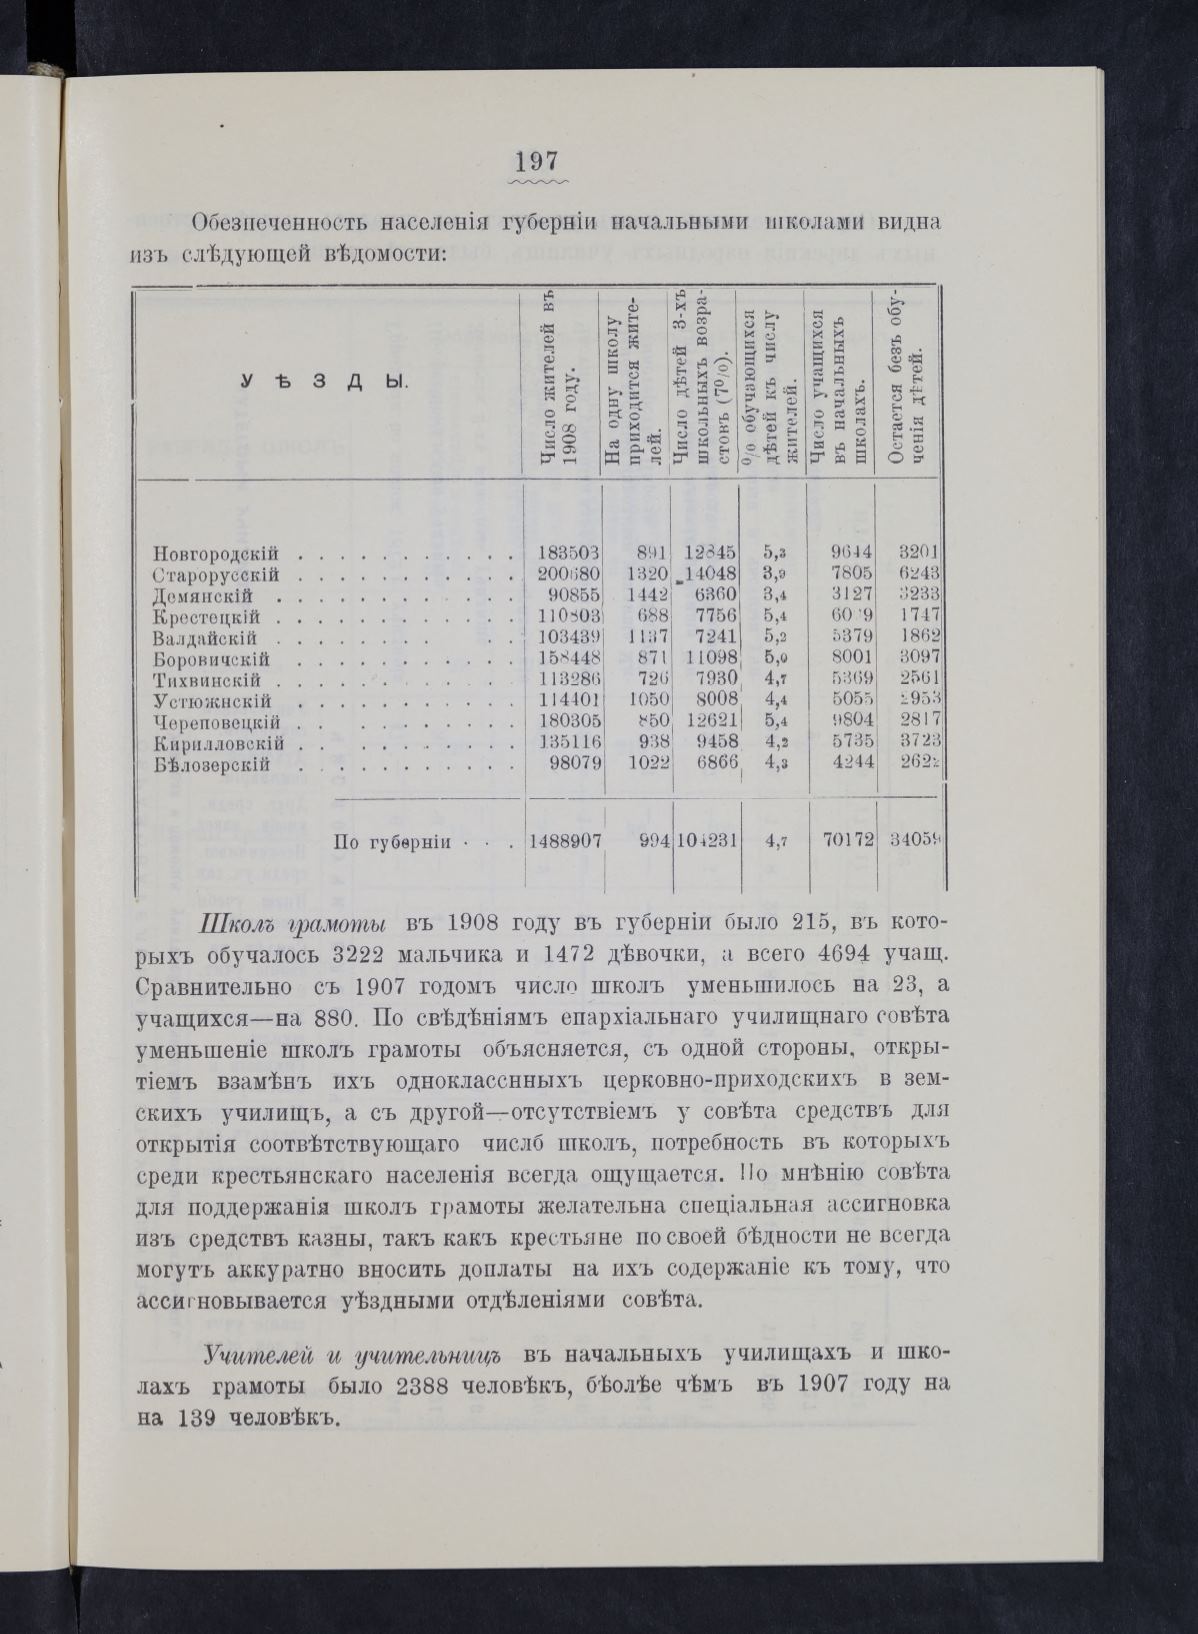 197
Обезпеченность населенія губерніи начальными школами видна
изъ слѣдующей вѣдомости:
УѢЗДЫ. Число жителей въ 1908 году. На одну школу приходится жителей. Число дѣтей 3-хъ школьныхъ возрастовъ (7%). % обучающихся дѣтей къ числу жителей. Число учащихся въ начальныхъ школахъ. Остается безъ обученія дѣтей.
Новгородскій . . . . . . . . . . . 183503 891 12845 5,3 9644 3201
Старорусскій . . . . . . . . . . . 200680 1320 14048 3,9 7805 6243
Демянскій . . . . . . . . . . . . 90855 1442 6360 3,4 3127 3233
Крестецкій . . . . . . . . . . . . 110803 688 7756 5,4 1747
Валдайскій . . . . . . . . . . 103439 1137 7241 5,2 5379 1862
Боровичскій . . . . . . . . . . . 158448 871 11098 5,0 8001 3097
Тихвинскій . . . . . . . . . . . . 113286 726 7930 4,7 5369 2561
Устюжнскій . . . . . . . . . . . 114401 1050 8008 4,4 5055 2953
Череповецкій . . . . . . . . . . 180305 850 12621 5,4 9804 2817
Кирилловскій . . . . . . . . . . 135116 938 9458 4,2 5735 3723
Бѣлозерскій . . . . . . . . . . . 98079 1022 6866 4,3 4244 2622
По губерніи . . . 1488907 994 104231 4,7 70172 34059
Школъ грамоты въ 1908 году въ губерніи было 215, въ кото-
рыхъ обучалось 3222 мальчика и 1472 дѣвочки, а всего 4694 учащ.
Сравнительно съ 1907 годомъ число школъ уменьшилось на 23, а
учащихся—на 880. По свѣдѣніямъ епархіальнаго училищнаго совѣта
уменьшеніе школъ грамоты объясняется, съ одной стороны, откры-
тіемъ взамѣнъ ихъ одноклассныхъ церковно-приходскихъ в зем-
скихъ училищъ, а съ другой—отсутствіемъ у совѣта средствъ для
открытія соотвѣтствующаго числб школъ, потребность въ которыхъ
среди крестьянскаго населенія всегда ощущается. По мнѣнію совѣта
для поддержанія школъ грамоты желательна спеціальная ассигновка
изъ средствъ казны, такъ какъ крестьяне по своей бѣдности не всегда
могутъ аккуратно вносить доплаты на ихъ содержаніе къ тому, что
ассигновывается уѣздными отдѣленіями совѣта.
Учителей и учительницъ въ начальныхъ училищахъ и шко-
лахъ грамоты было 2388 человѣкъ, бѣолѣе чѣмъ въ 1907 году на
на 139 человѣкъ.